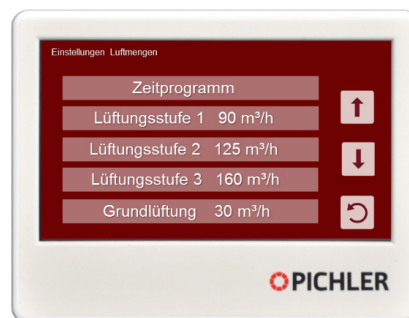 Einstellungen Luftmengen
Zeitprogramm
Lüftungsstufe 1 90 m³/h
Lüftungsstufe 2 125 m³/h
Lüftungsstufe 3 160 m³/h
Grundlüftung 30 m³/h
PICHLER